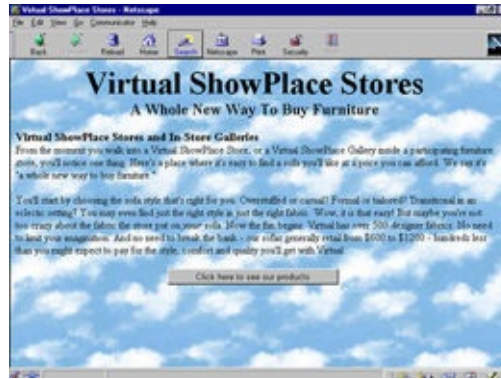 Virtual ShowPlace Stores - Netscape
File Edit View Go Communicator Help
Back Reload Home Search Netscape Print Security
Virtual ShowPlace Stores
A Whole New Way To Buy Furniture
Virtual ShowPlace Stores and In-Store Galleries
From the moment you walk into a Virtual ShowPlace Store, or a Virtual ShowPlace Gallery inside a participating furniture
store, you'll notice one thing. Here's a place where it's easy to find a sofa you'll like at a price you can afford. We say it's
"a whole new way to buy furniture."
You'll start by choosing the sofa style that's right for you. Overstuffed or casual? Formal or tailored? Transitional in an
eclectic setting? You may even find just the right style in just the right fabric. Wow, it is that easy! But maybe you're not
too crazy about the fabric the store put on your sofa. Now the fun begins. Virtual has over 500 designer fabrics. No need
to limit your imagination. And no need to break the bank - our sofas generally retail from $600 to $1200 - hundreds less
than you might expect to pay for the style, comfort and quality you'll get with Virtual.
Click here to see our products